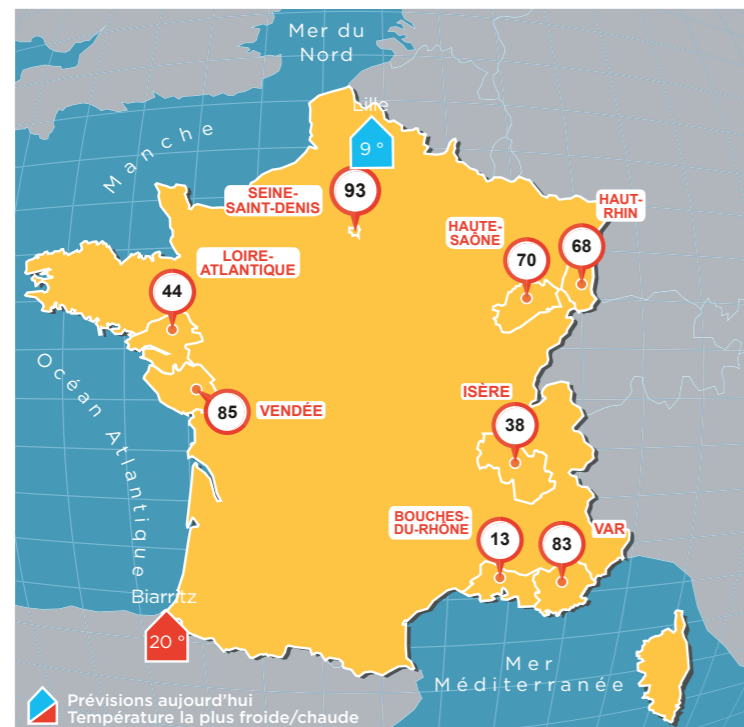 Mer du
Nord
Manche
Lille
9°
SEINE-
SAINT-DENIS
93
HAUT-
RHIN
68
HAUTE-
SAÔNE
70
LOIRE-
ATLANTIQUE
44
85
VENDÉE
ISÈRE
38
Océan Atlantique
BOUCHES-
DU-RHÔNE
13
83
VAR
Biarritz
20°
Mer
Méditerranée
Prévisions aujourd'hui
Température la plus froide/chaude